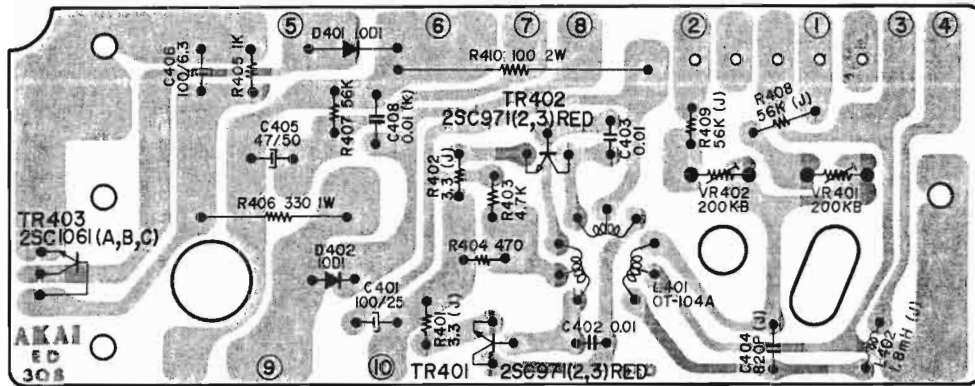 5
6
7
8
2
1
3
4
D401 10D1
C406
100/6.3
R405 1K
R410 100 2W
R407 56K
C408
0.01 (K)
TR402
2SC971(2,3)RED
C403
0.01
R409
56K (J)
R408
56K (J)
C405
47/50
R402
3.3 (J)
R403
4.7K
VR402
200KB
VR401
200KB
R406 330 1W
TR403
2SC1061(A,B,C)
D402
10D1
R404 470
C401
100/25
R401
3.3 (J)
L401
OT-104A
C402 0.01
C404
820P (J)
L402
1.8mH (J)
AKAI
ED
308
9
10
TR401
2SC971(2,3)RED